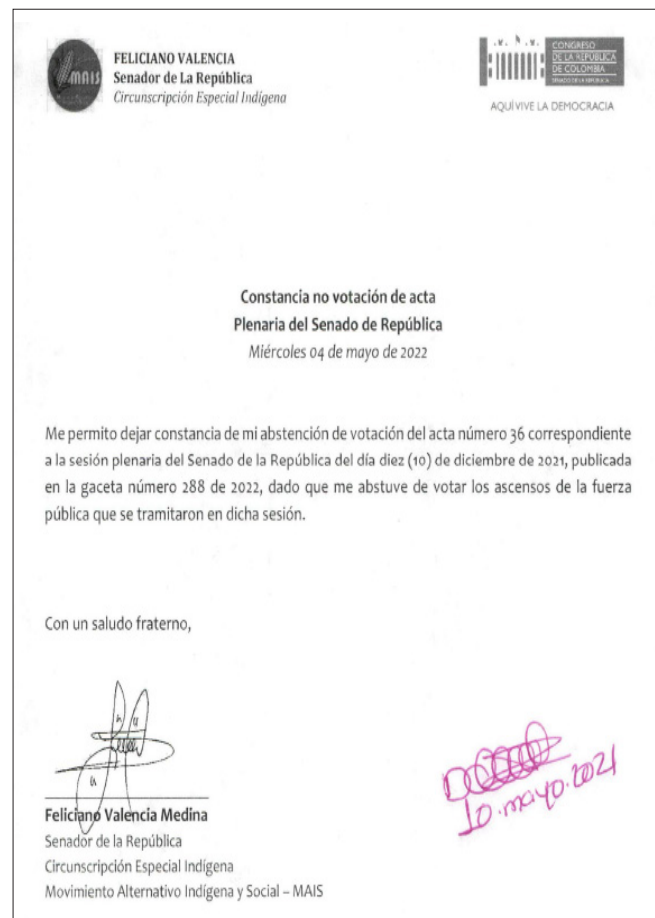 mais
FELICIANO VALENCIA
Senador de La República
Circunscripción Especial Indígena
CONGRESO
DE LA REPÚBLICA
DE COLOMBIA
SENADO DE LA REPÚBLICA
AQUÍ VIVE LA DEMOCRACIA
Constancia no votación de acta
Plenaria del Senado de República
Miércoles 04 de mayo de 2022
Me permito dejar constancia de mi abstención de votación del acta número 36 correspondiente
a la sesión plenaria del Senado de la República del día diez (10) de diciembre de 2021, publicada
en la gaceta número 288 de 2022, dado que me abstuve de votar los ascensos de la fuerza
pública que se tramitaron en dicha sesión.
Con un saludo fraterno,
10.mayo.2021
Feliciano Valencia Medina
Senador de la República
Circunscripción Especial Indígena
Movimiento Alternativo Indígena y Social – MAIS